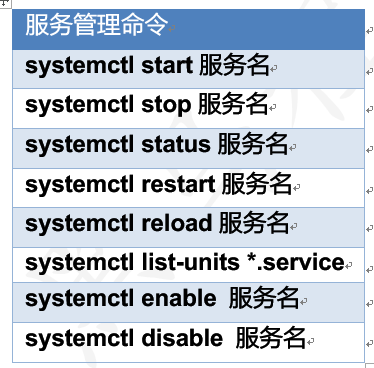 服务管理命令
systemctl start 服务名
systemctl stop 服务名
systemctl status 服务名
systemctl restart 服务名
systemctl reload 服务名
systemctl list-units *.service
systemctl enable 服务名
systemctl disable 服务名